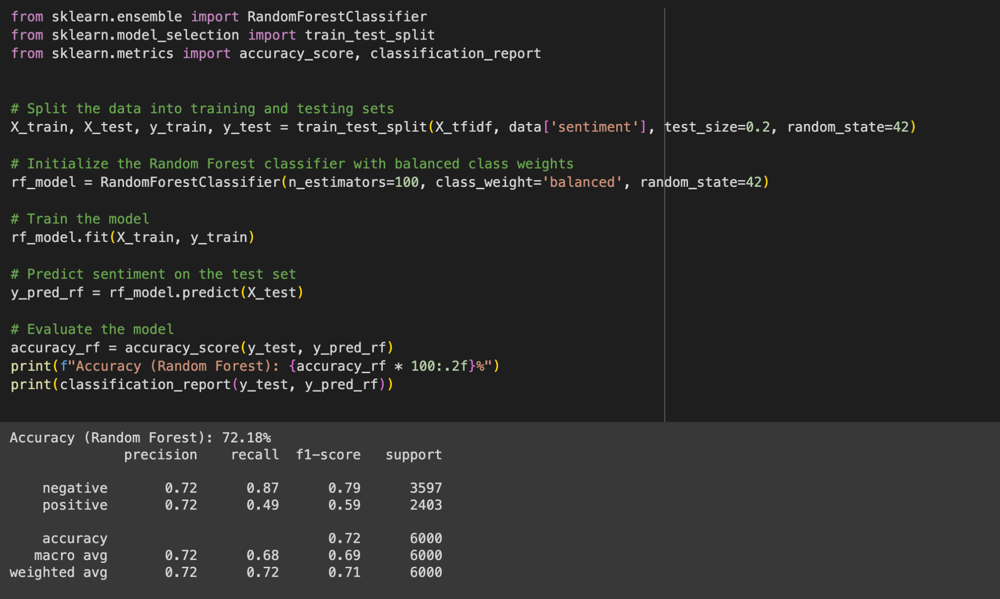 from sklearn.ensemble import RandomForestClassifier
from sklearn.model_selection import train_test_split
from sklearn.metrics import accuracy_score, classification_report
# Split the data into training and testing sets
X_train, X_test, y_train, y_test = train_test_split(X_tfidf, data['sentiment'], test_size=0.2, random_state=42)
# Initialize the Random Forest classifier with balanced class weights
rf_model = RandomForestClassifier(n_estimators=100, class_weight='balanced', random_state=42)
# Train the model
rf_model.fit(X_train, y_train)
# Predict sentiment on the test set
y_pred_rf = rf_model.predict(X_test)
# Evaluate the model
accuracy_rf = accuracy_score(y_test, y_pred_rf)
print(f"Accuracy (Random Forest): {accuracy_rf * 100:.2f}%")
print(classification_report(y_test, y_pred_rf))
Accuracy (Random Forest): 72.18%
precision recall f1-score support
negative 0.72 0.87 0.79 3597
positive 0.72 0.49 0.59 2403
accuracy 0.72 6000
macro avg 0.72 0.68 0.69 6000
weighted avg 0.72 0.72 0.71 6000